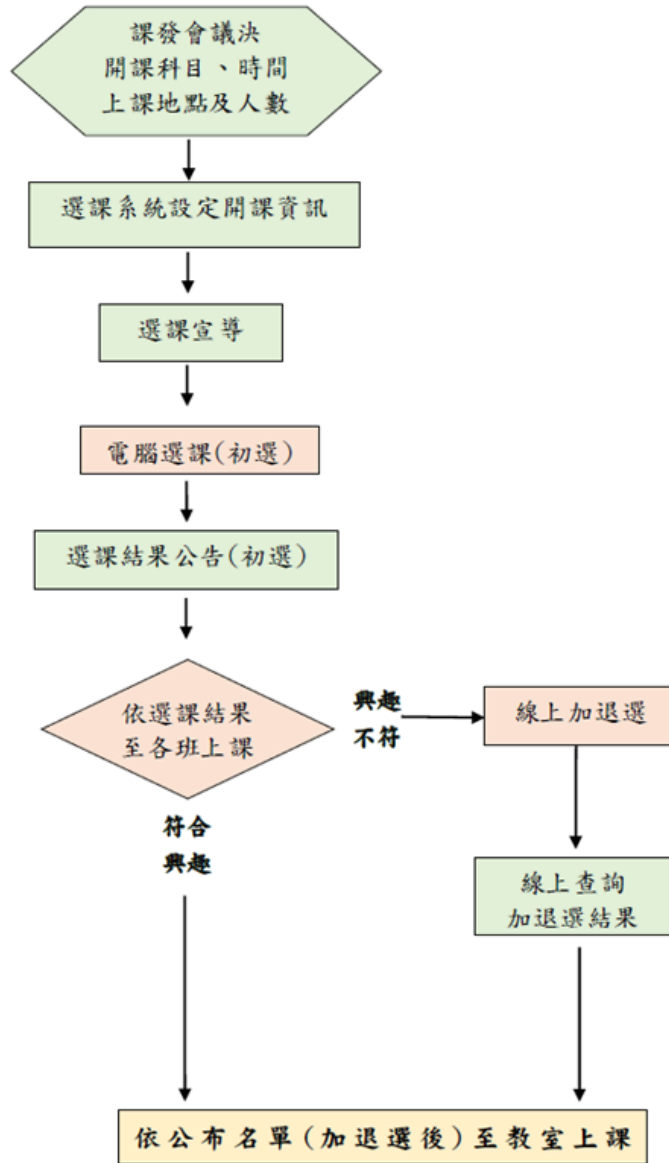 課發會議決
開課科目、時間
上課地點及人數
選課系統設定開課資訊
選課宣導
電腦選課(初選)
選課結果公告(初選)
依選課結果
至各班上課
興趣
不符
線上加退選
符合
興趣
線上查詢
加退選結果
依公布名單(加退選後)至教室上課